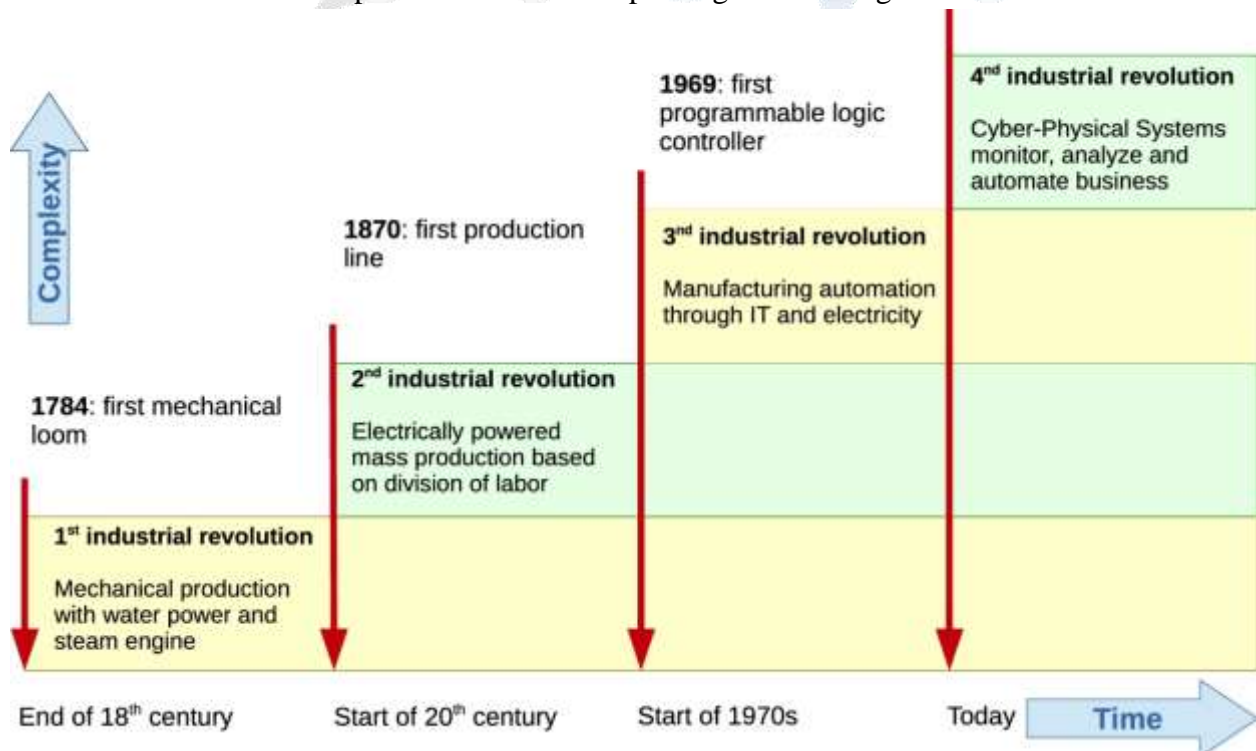 4nd industrial revolution
Cyber-Physical Systems
monitor, analyze and
automate business
1969: first
programmable logic
controller
3nd industrial revolution
Manufacturing automation
through IT and electricity
Complexity
1870: first production
line
2nd industrial revolution
Electrically powered
mass production based
on division of labor
1784: first mechanical
loom
1st industrial revolution
Mechanical production
with water power and
steam engine
End of 18th century
Start of 20th century
Start of 1970s
Today
Time